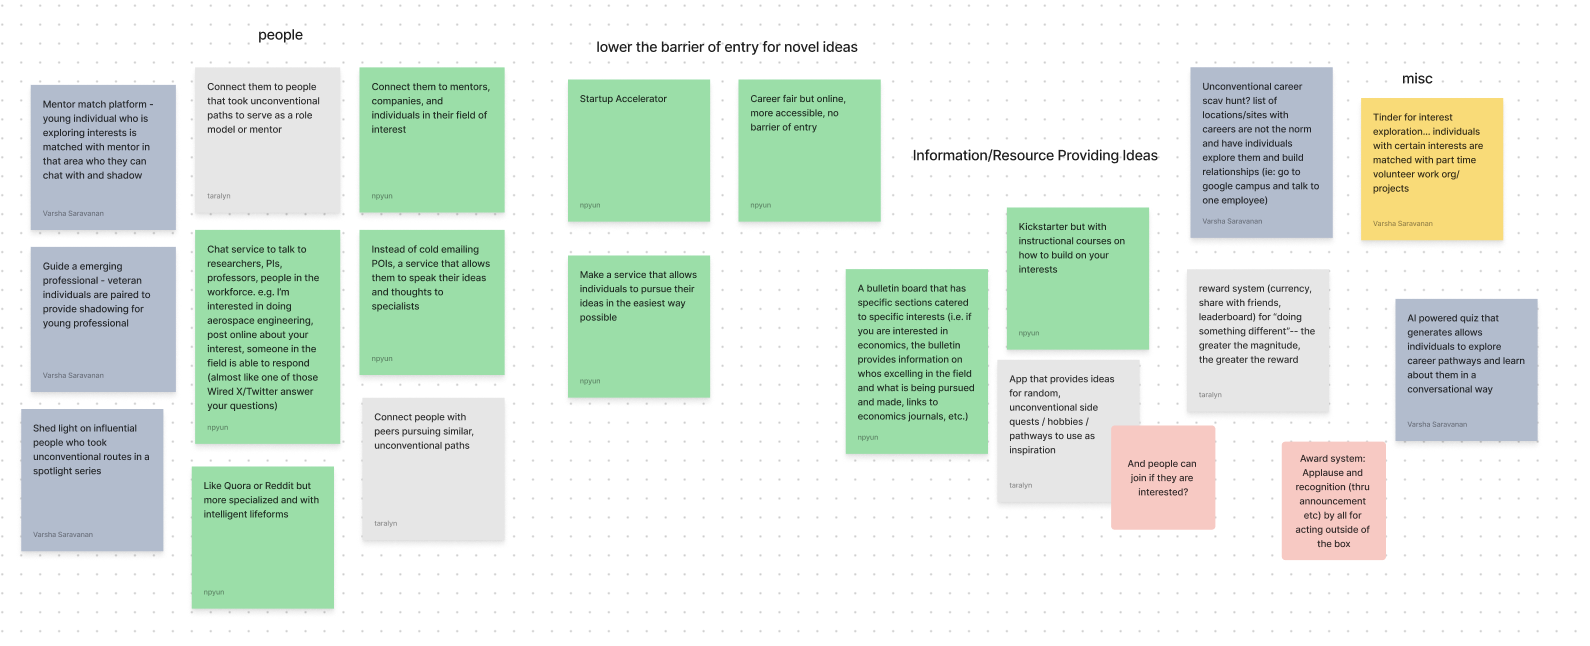 people
Mentor match platform -
young individual who is
exploring interests is
matched with mentor in
that area who they can
chat with and shadow
Varsha Saravanan
Connect them to people
that took unconventional
paths to serve as a role
model or mentor
taralyn
Connect them to mentors,
companies, and
individuals in their field of
interest
npyun
Guide a emerging
professional - veteran
individuals are paired to
provide shadowing for
young professional
Varsha Saravanan
Chat service to talk to
researchers, PIs,
professors, people in the
workforce. e.g. I'm
interested in doing
aerospace engineering,
post online about your
interest, someone in the
field is able to respond
(almost like one of those
Wired X/Twitter answer
your questions)
npyun
Instead of cold emailing
POIs, a service that allows
them to speak their ideas
and thoughts to
specialists
npyun
Shed light on influential
people who took
unconventional routes in a
spotlight series
Varsha Saravanan
Like Quora or Reddit but
more specialized and with
intelligent lifeforms
npyun
Connect people with
peers pursuing similar,
unconventional paths
taralyn
lower the barrier of entry for novel ideas
Startup Accelerator
npyun
Career fair but online,
more accessible, no
barrier of entry
npyun
Make a service that allows
individuals to pursue their
ideas in the easiest way
possible
npyun
Information/Resource Providing Ideas
A bulletin board that has
specific sections catered
to specific interests (i.e. if
you are interested in
economics, the bulletin
provides information on
whos excelling in the field
and what is being pursued
and made, links to
economics journals, etc.)
npyun
Kickstarter but with
instructional courses on
how to build on your
interests
npyun
App that provides ideas
for random,
unconventional side
quests / hobbies /
pathways to use as
inspiration
taralyn
And people can
join if they are
interested?
misc
Unconventional career
scav hunt? list of
locations/sites with
careers are not the norm
and have individuals
explore them and build
relationships (ie: go to
google campus and talk to
one employee)
Varsha Saravanan
Tinder for interest
exploration... individuals
with certain interests are
matched with part time
volunteer work org/
projects
Varsha Saravanan
reward system (currency,
share with friends,
leaderboard) for "doing
something different"-- the
greater the magnitude,
the greater the reward
taralyn
AI powered quiz that
generates allows
individuals to explore
career pathways and learn
about them in a
conversational way
Varsha Saravanan
Award system:
Applause and
recognition (thru
announcement
etc) by all for
acting outside of
the box